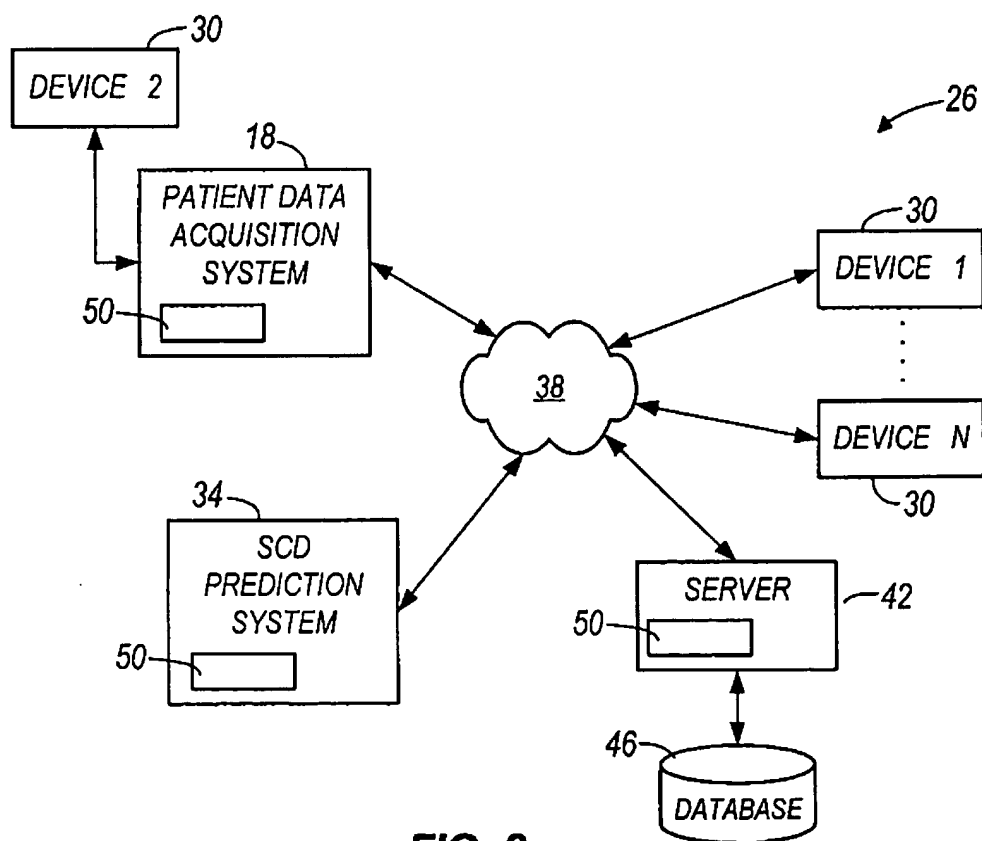 30
DEVICE 2
26
18
PATIENT DATA
ACQUISITION
SYSTEM
50
30
DEVICE 1
38
DEVICE N
30
34
SCD
PREDICTION
SYSTEM
50
SERVER
42
50
46
DATABASE